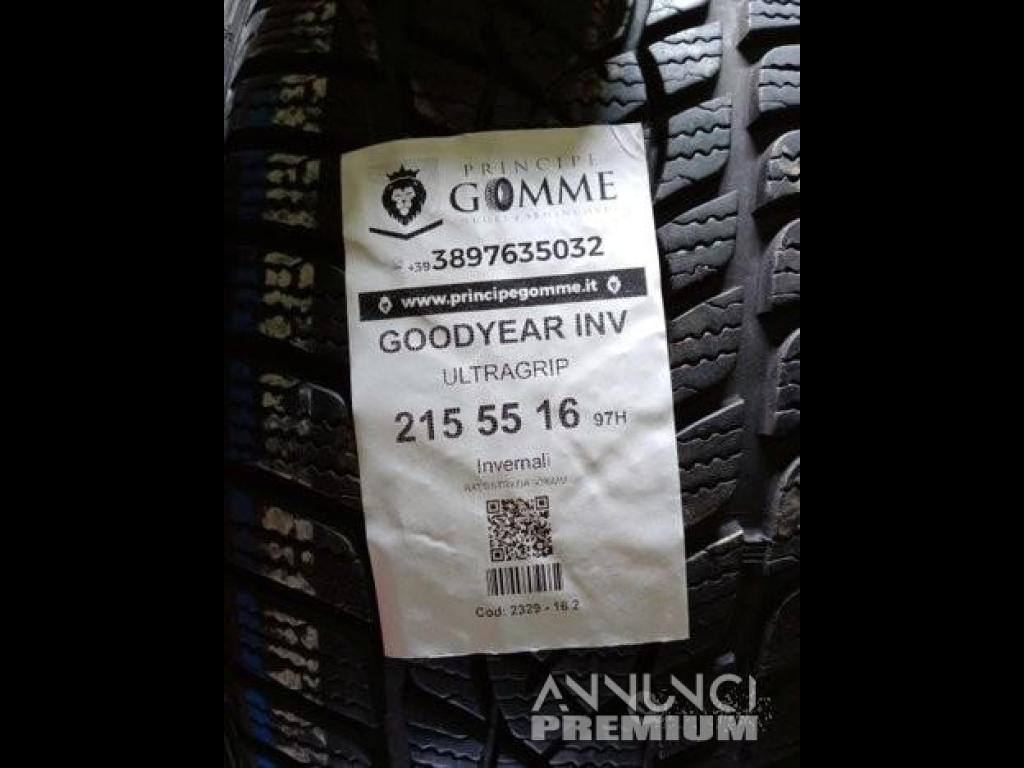 PRINCIPE
GOMME
+39 3897635032
www.principegomme.it
GOODYEAR INV
ULTRAGRIP
215 55 16 97H
Invernali
Cod: 2329 - 16 2
ANNUNCI
PREMIUM